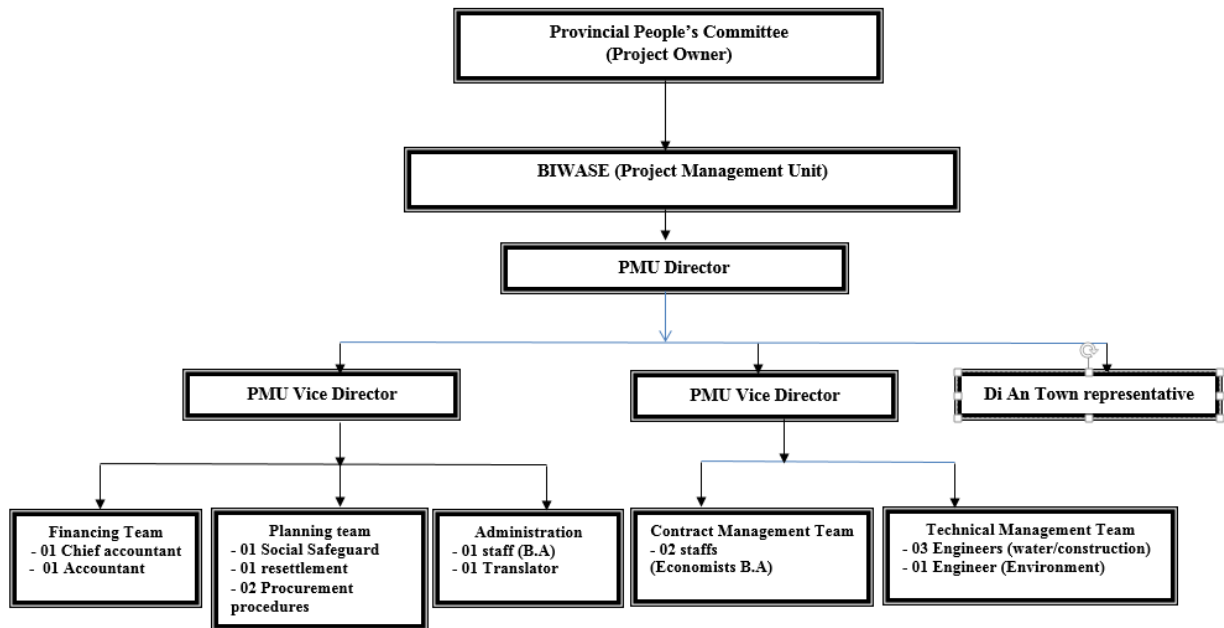 Provincial People's Committee
(Project Owner)
BIWASE (Project Management Unit)
PMU Director
PMU Vice Director
PMU Vice Director
Di An Town representative
Financing Team
- 01 Chief accountant
- 01 Accountant
Planning team
- 01 Social Safeguard
- 01 resettlement
- 02 Procurement
procedures
Administration
- 01 staff (B.A)
- 01 Translator
Contract Management Team
- 02 staffs
(Economists B.A)
Technical Management Team
- 03 Engineers (water/construction)
- 01 Engineer (Environment)